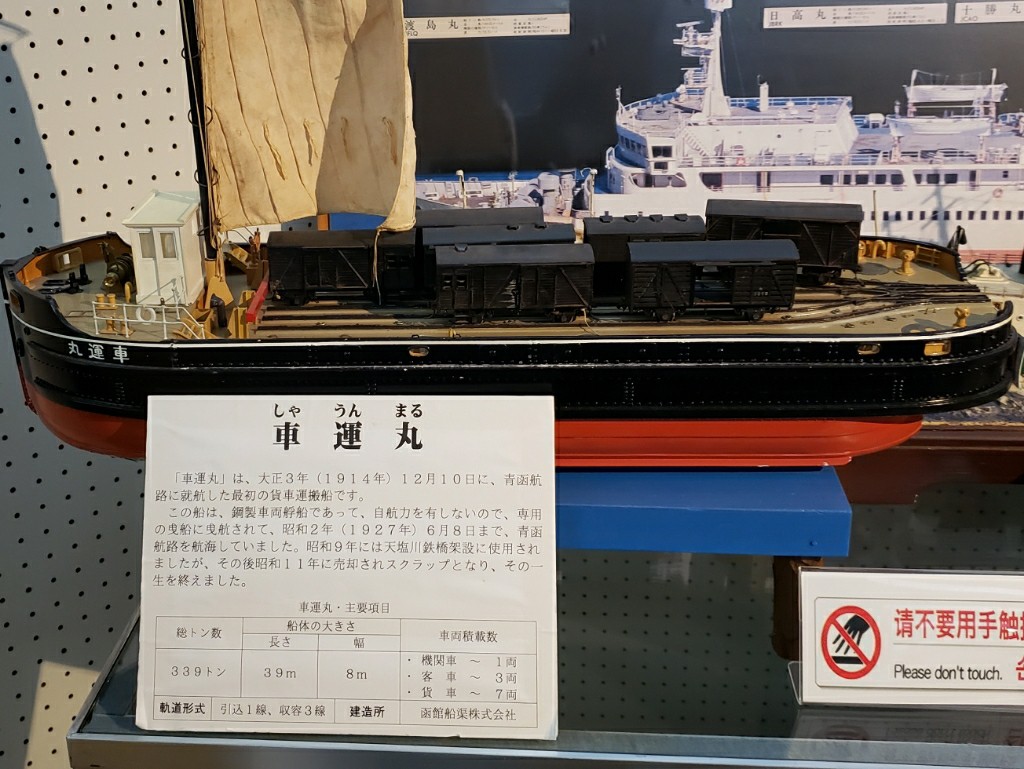 渡島丸
日高丸
十勝丸
JCAO
丸運車
しゃ うん まる
車 運 丸
「車運丸」は、大正3年（1914年）12月10日に、青函航
路に就航した最初の貨車運搬船です。
この船は、鋼製車両艀船であって、自航力を有しないので、専用
の曳船に曳航されて、昭和2年（1927年）6月8日まで、青函
航路を航海していました。昭和9年には天塩川鉄橋架設に使用され
ましたが、その後昭和11年に売却されスクラップとなり、その一
生を終えました。
車運丸・主要項目
総トン数 船体の大きさ 車両積載数
長さ 幅
339トン 39m 8m
・ 機関車 ～ 1両
・ 客 車 ～ 3両
・ 貨 車 ～ 7両
軌道形式 引込1線、収容3線 建造所 函館船渠株式会社
请不要用手触
Please don't touch.